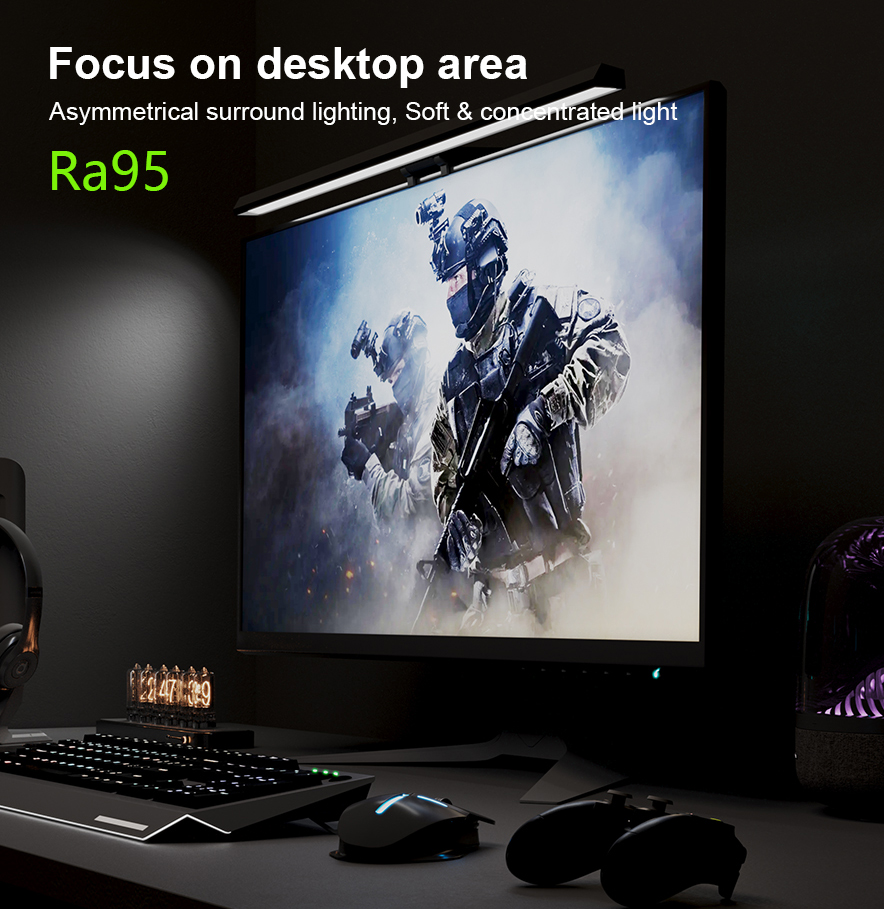 Focus on desktop area
Asymmetrical surround lighting, Soft & concentrated light
Ra95